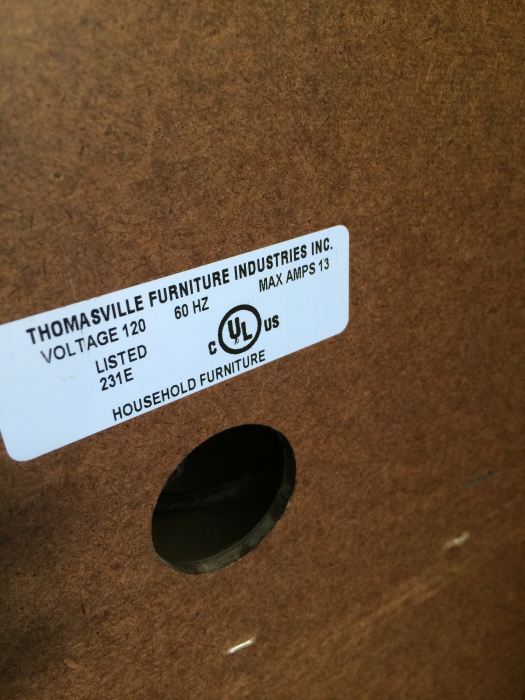 THOMASVILLE FURNITURE INDUSTRIES INC.
VOLTAGE 120 60 HZ MAX AMPS 13
LISTED
231E
C UL US
HOUSEHOLD FURNITURE